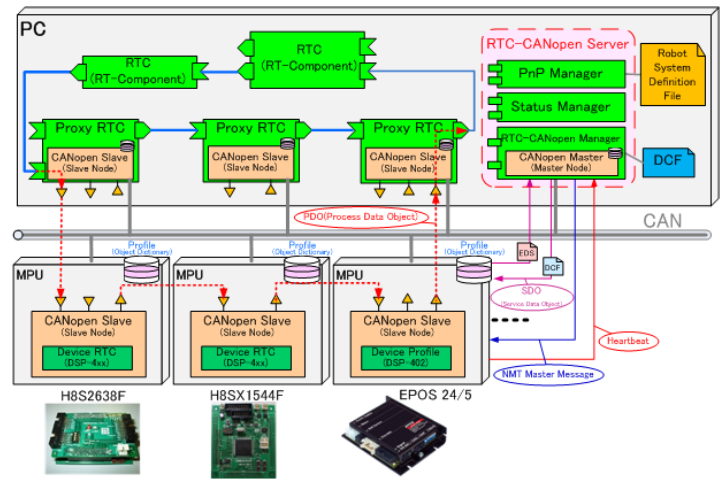 PC
RTC
(RT-Component)
RTC
(RT-Component)
RTC-CANopen Server
PnP Manager
Status Manager
RTC-CANopen Manager
CANopen Master
(Master Node)
Robot
System
Definition
File
DCF
Proxy RTC
CANopen Slave
(Slave Node)
Proxy RTC
CANopen Slave
(Slave Node)
Proxy RTC
CANopen Slave
(Slave Node)
PDO(Process Data Object)
CAN
Profile
(Object Dictionary)
Profile
(Object Dictionary)
Profile
(Object Dictionary)
EDS
DCF
SDO
(Service Data Object)
MPU
CANopen Slave
(Slave Node)
Device RTC
(DSP-4xx)
MPU
CANopen Slave
(Slave Node)
Device RTC
(DSP-4xx)
MPU
CANopen Slave
(Slave Node)
Device Profile
(DSP-402)
Heartbeat
NMT Master Message
H8S2638F
H8SX1544F
EPOS 24/5